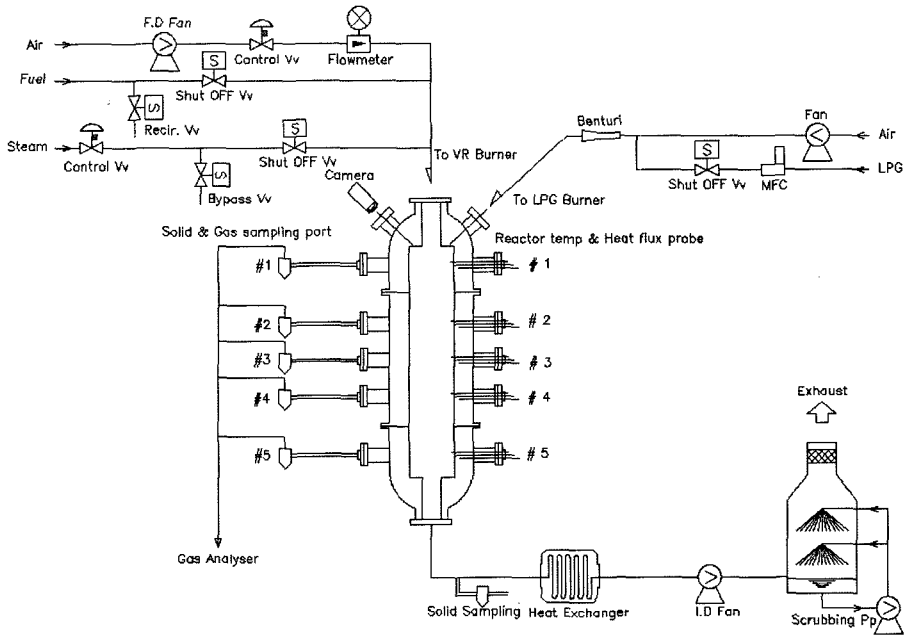 F.D Fan
Air
Control Vv
Flowmeter
Fuel
S
Shut OFF Vv
S
Recir. Vv
Steam
Control Vv
S
Shut OFF Vv
S
Bypass Vv
To VR Burner
Camera
Benturi
Fan
Air
S
Shut OFF Vv
MFC
LPG
To LPG Burner
Solid & Gas sampling port
Reactor temp & Heat flux probe
#1
#1
#2
#2
#3
#3
#4
#4
#5
#5
Gas Analyser
Exhaust
Solid Sampling
Heat Exchanger
I.D Fan
Scrubbing Pp